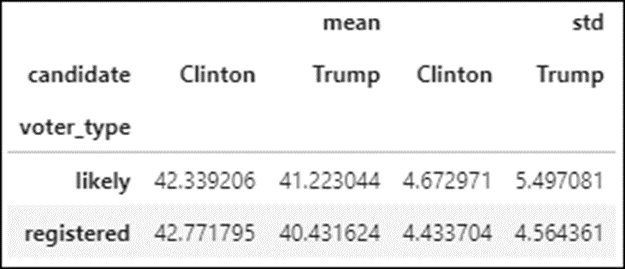 mean std
candidate Clinton Trump Clinton Trump
voter_type
likely 42.339206 41.223044 4.672971 5.497081
registered 42.771795 40.431624 4.433704 4.564361